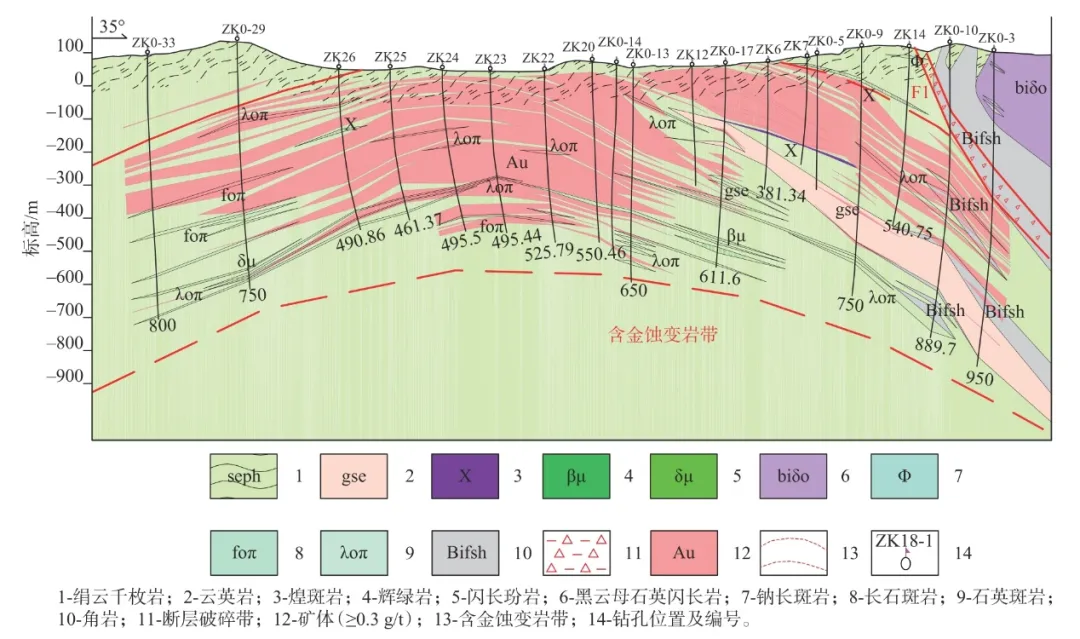 35°
ZK0-33
ZK0-29
ZK26
ZK25
ZK24
ZK23
ZK22
ZK20
ZK0-14
ZK0-13
ZK12
ZK0-17
ZK6
ZK7
ZK0-5
ZK0-9
ZK14
ZK0-10
ZK0-3
标高/m
100
0
−100
−200
−300
−400
−500
−600
−700
−800
−900
λοπ
X
λοπ
λοπ
λοπ
X
Φ
F1
biδo
Bifsh
Au
λοπ
X
λοπ
foπ
gse
381.34
gse
Bifsh
foπ
foπ
βμ
540.75
490.86
461.37
495.5
495.44
525.79
550.46
δμ
λοπ
611.6
λοπ
750
650
750
λοπ
Bifsh
Bifsh
800
含金蚀变岩带
889.7
950
seph 1 gse 2 X 3 βμ 4 δμ 5 biδo 6 Φ 7
foπ 8 λοπ 9 Bifsh 10 11 Au 12 13 ZK18-1 14
1-绢云千枚岩；2-云英岩；3-煌斑岩；4-辉绿岩；5-闪长玢岩；6-黑云母石英闪长岩；7-钠长斑岩；8-长石斑岩；9-石英斑岩；
10-角岩；11-断层破碎带；12-矿体(≥0.3 g/t)；13-含金蚀变岩带；14-钻孔位置及编号。